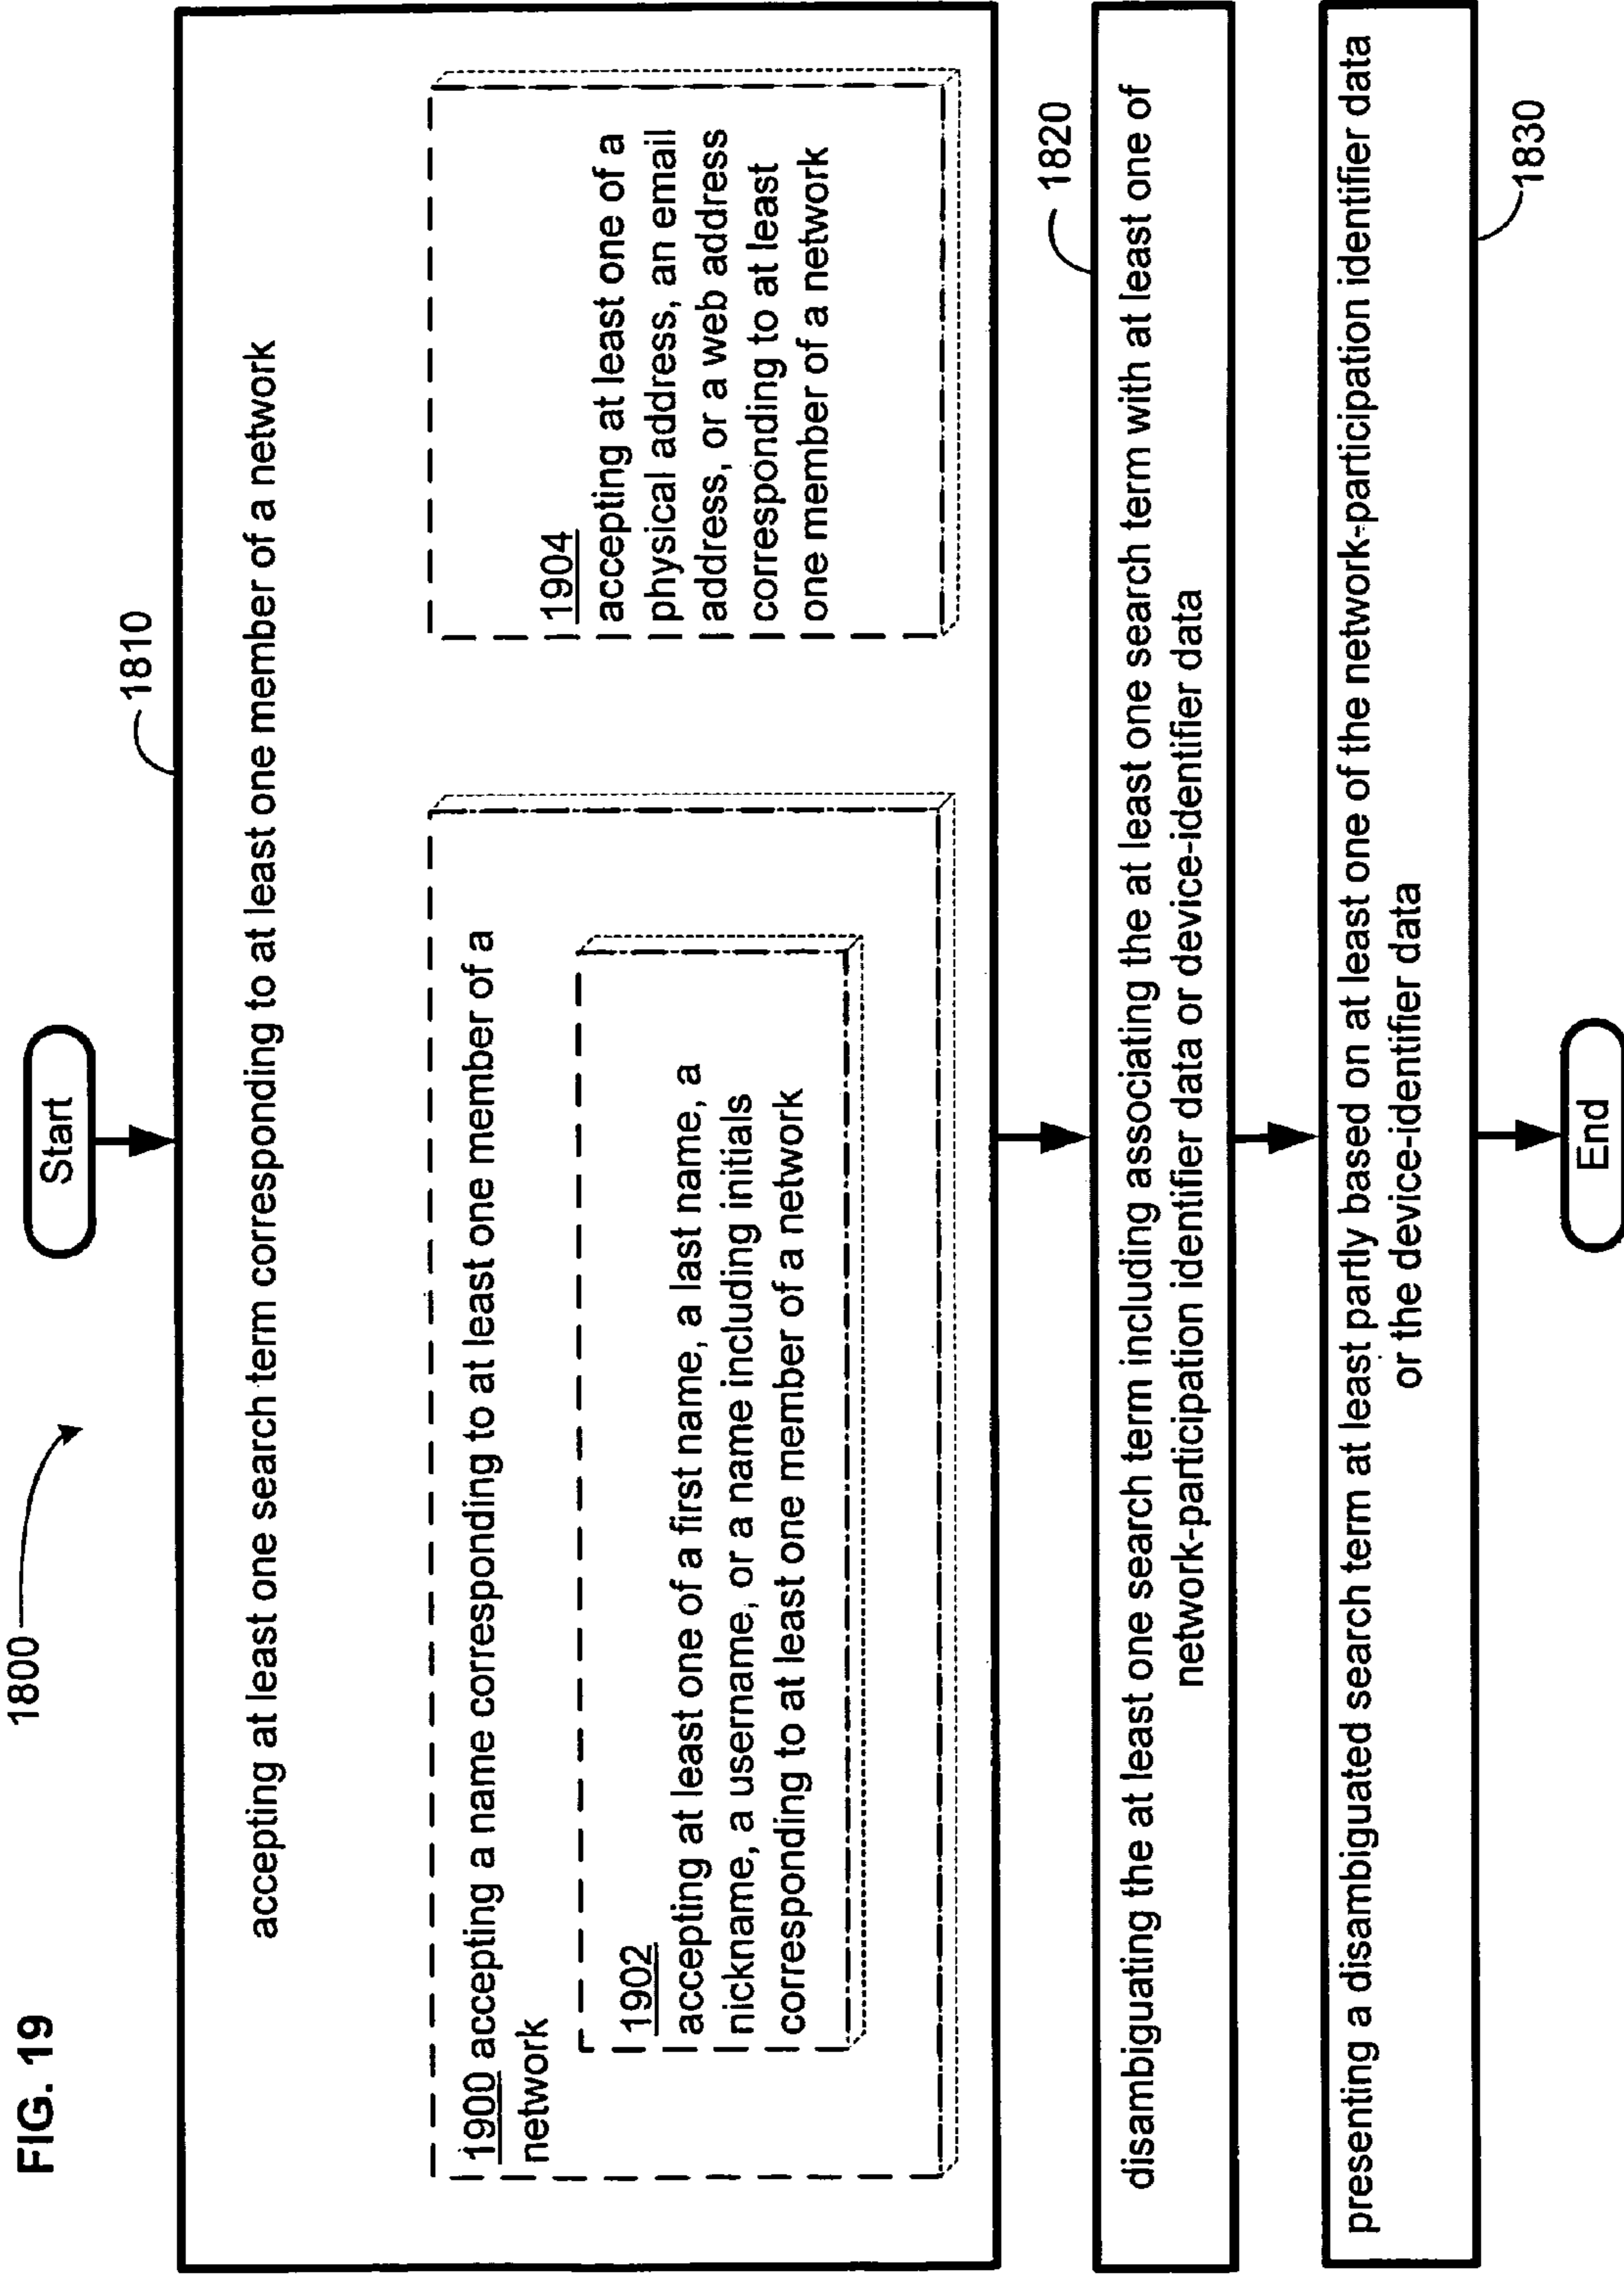 FIG. 19
1800
Start
1810
accepting at least one search term corresponding to at least one member of a network
1900 accepting a name corresponding to at least one member of a
network
1902
accepting at least one of a first name, a last name, a
nickname, a username, or a name including initials
corresponding to at least one member of a network
1904
accepting at least one of a
physical address, an email
address, or a web address
corresponding to at least
one member of a network
1820
disambiguating the at least one search term including associating the at least one search term with at least one of
network-participation identifier data or device-identifier data
presenting a disambiguated search term at least partly based on at least one of the network-participation identifier data
or the device-identifier data
1830
End